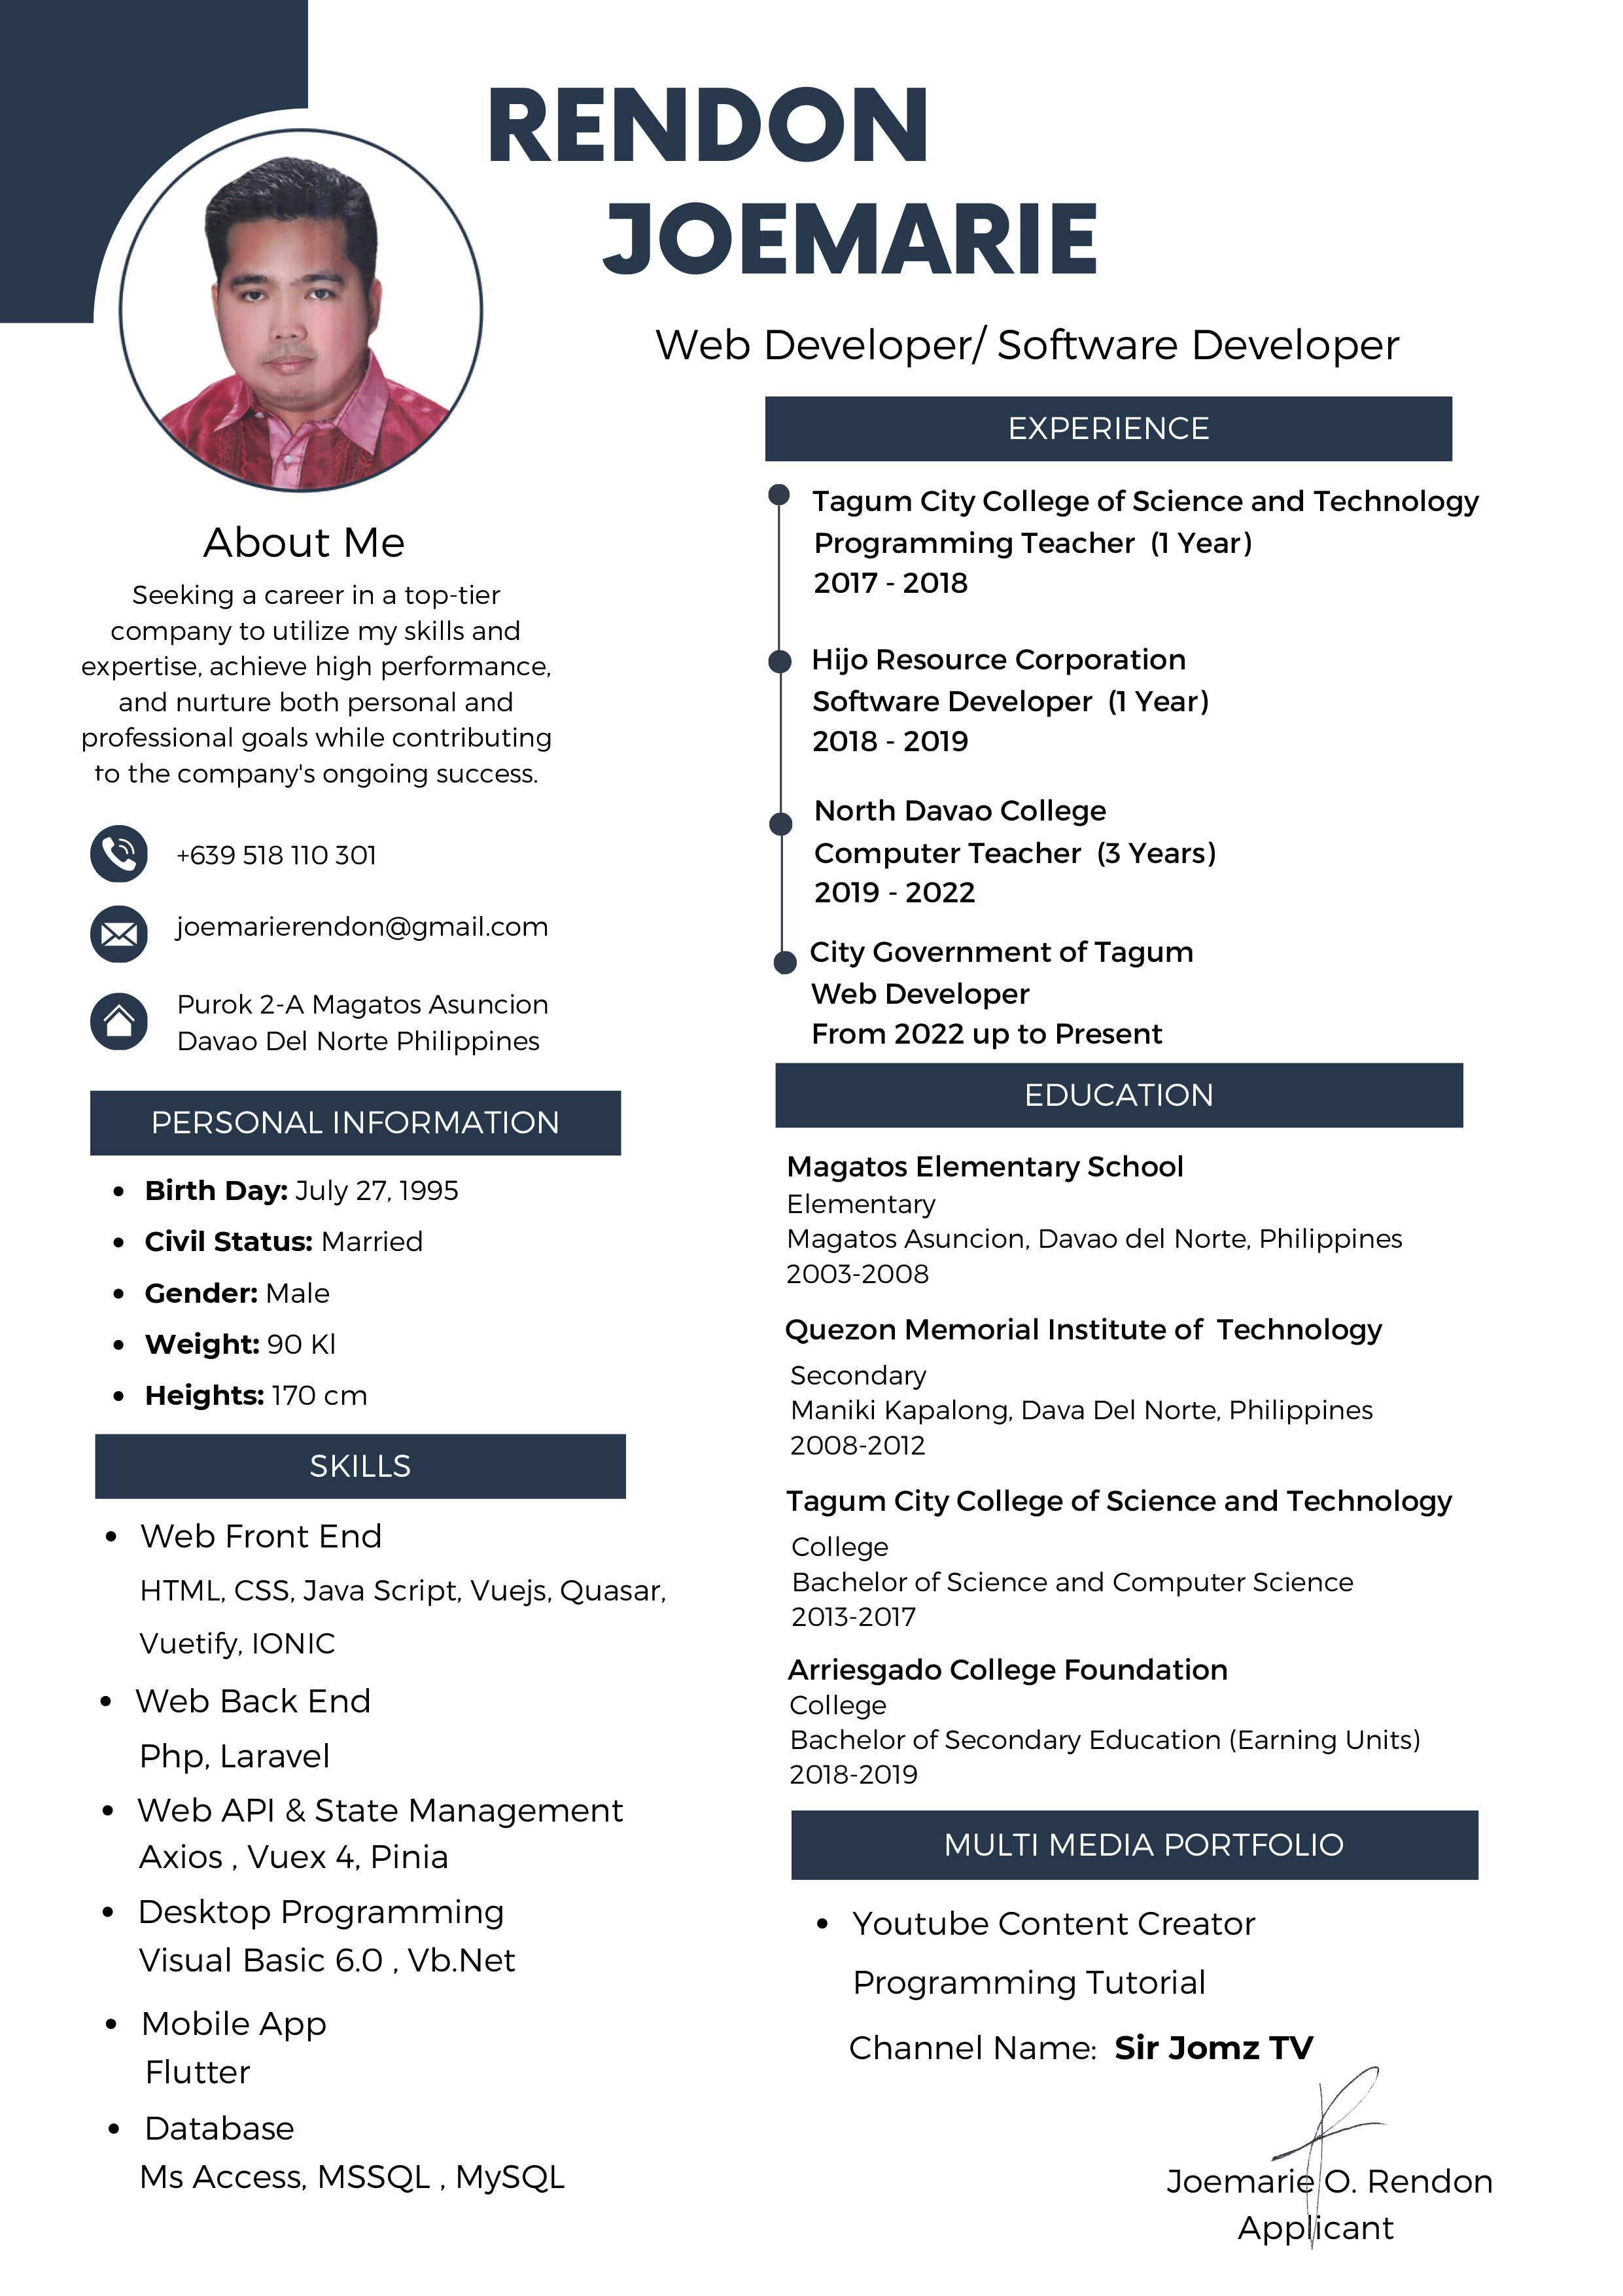 RENDON
JOEMARIE
Web Developer/ Software Developer
About Me
Seeking a career in a top-tier
company to utilize my skills and
expertise, achieve high performance,
and nurture both personal and
professional goals while contributing
to the company's ongoing success.
+639 518 110 301
joemarierendon@gmail.com
Purok 2-A Magatos Asuncion
Davao Del Norte Philippines
PERSONAL INFORMATION
• Birth Day: July 27, 1995
• Civil Status: Married
• Gender: Male
• Weight: 90 Kl
• Heights: 170 cm
SKILLS
• Web Front End
HTML, CSS, Java Script, Vuejs, Quasar,
Vuetify, IONIC
• Web Back End
Php, Laravel
• Web API & State Management
Axios , Vuex 4, Pinia
• Desktop Programming
Visual Basic 6.0 , Vb.Net
• Mobile App
Flutter
• Database
Ms Access, MSSQL , MySQL
EXPERIENCE
Tagum City College of Science and Technology
Programming Teacher (1 Year)
2017 - 2018
Hijo Resource Corporation
Software Developer (1 Year)
2018 - 2019
North Davao College
Computer Teacher (3 Years)
2019 - 2022
City Government of Tagum
Web Developer
From 2022 up to Present
EDUCATION
Magatos Elementary School
Elementary
Magatos Asuncion, Davao del Norte, Philippines
2003-2008
Quezon Memorial Institute of Technology
Secondary
Maniki Kapalong, Dava Del Norte, Philippines
2008-2012
Tagum City College of Science and Technology
College
Bachelor of Science and Computer Science
2013-2017
Arriesgado College Foundation
College
Bachelor of Secondary Education (Earning Units)
2018-2019
MULTI MEDIA PORTFOLIO
• Youtube Content Creator
Programming Tutorial
Channel Name: Sir Jomz TV
Joemarie O. Rendon
Applicant